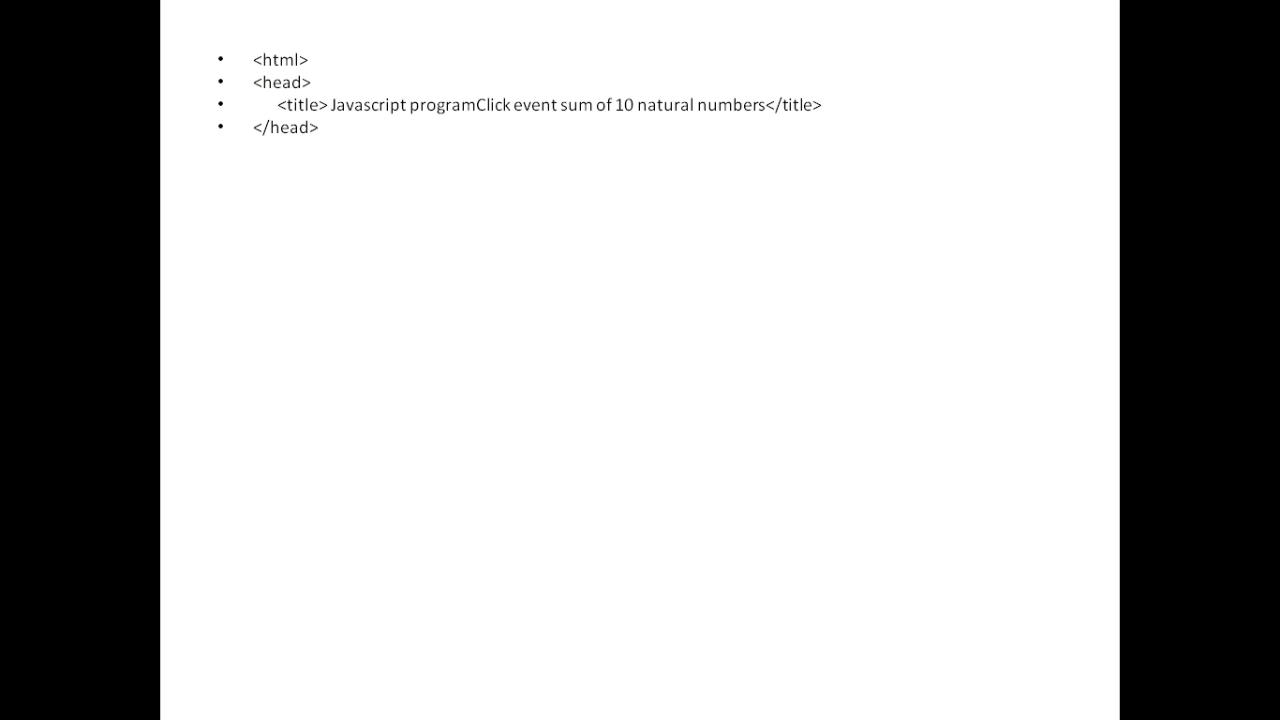 • <html>
• <head>
• <title>Javascript programClick event sum of 10 natural numbers</title>
• </head>